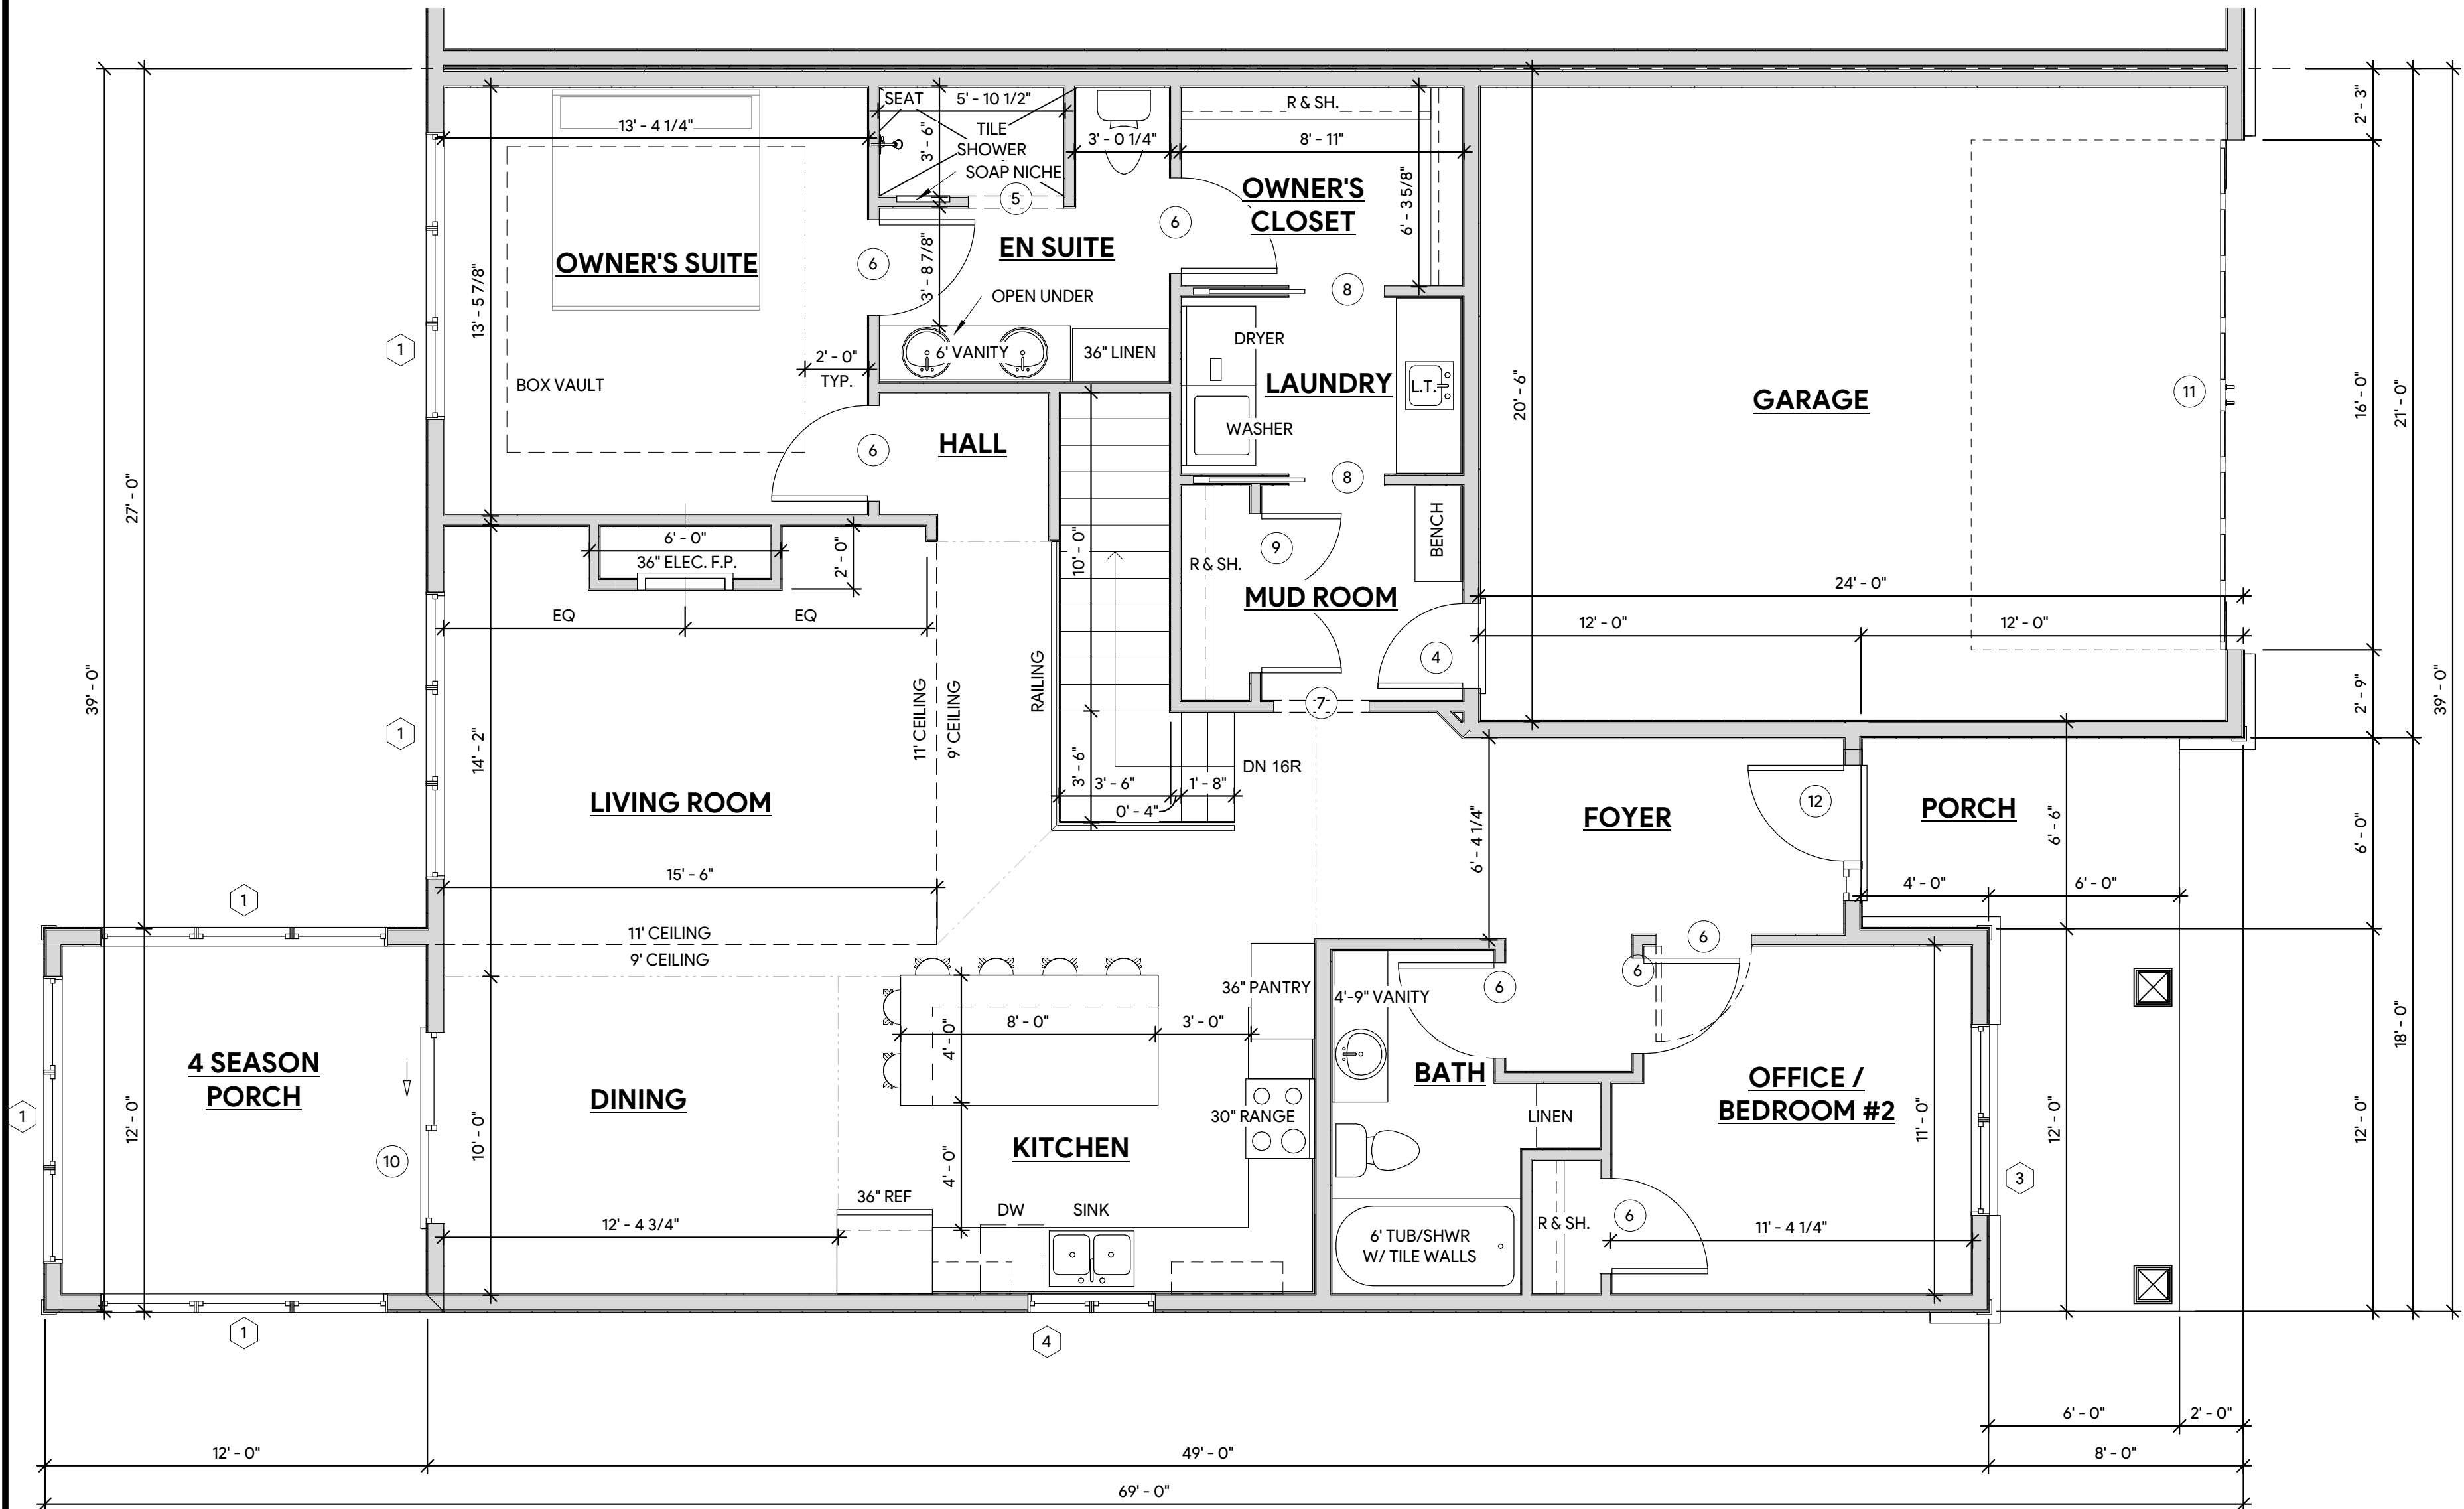 SEAT
5' - 10 1/2"
R & SH.
2' - 3"
13' - 4 1/4"
3' - 6"
TILE
SHOWER
3' - 0 1/4"
8' - 11"
SOAP NICHE
5
OWNER'S
CLOSET
6' - 3 5/8"
6
OWNER'S SUITE
6
EN SUITE
3' - 8 7/8"
OPEN UNDER
8
13' - 5 7/8"
1
2' - 0"
TYP.
6' VANITY
36" LINEN
DRYER
BOX VAULT
LAUNDRY
L.T.
20' - 6"
GARAGE
11
16' - 0"
21' - 0"
WASHER
6
HALL
8
27' - 0"
6' - 0"
36" ELEC. F.P.
2' - 0"
10' - 0"
R & SH.
9
BENCH
MUD ROOM
24' - 0"
EQ
EQ
12' - 0"
12' - 0"
4
39' - 0"
RAILING
11' CEILING
9' CEILING
7
2' - 9"
39' - 0"
1
14' - 2"
3' - 6"
3' - 6"
1' - 8"
0' - 4"
DN 16R
LIVING ROOM
FOYER
12
PORCH
6' - 4 1/4"
6' - 6"
6' - 0"
15' - 6"
4' - 0"
6' - 0"
1
11' CEILING
9' CEILING
6
6
6
36" PANTRY
4'-9" VANITY
8' - 0"
3' - 0"
4' - 0"
18' - 0"
4 SEASON
PORCH
BATH
OFFICE /
BEDROOM #2
DINING
1
12' - 0"
30" RANGE
LINEN
11' - 0"
12' - 0"
12' - 0"
10' - 0"
10
KITCHEN
4' - 0"
3
36" REF
DW
SINK
12' - 4 3/4"
6' TUB/SHWR
W/ TILE WALLS
R & SH.
6
11' - 4 1/4"
1
4
6' - 0"
2' - 0"
12' - 0"
49' - 0"
8' - 0"
69' - 0"